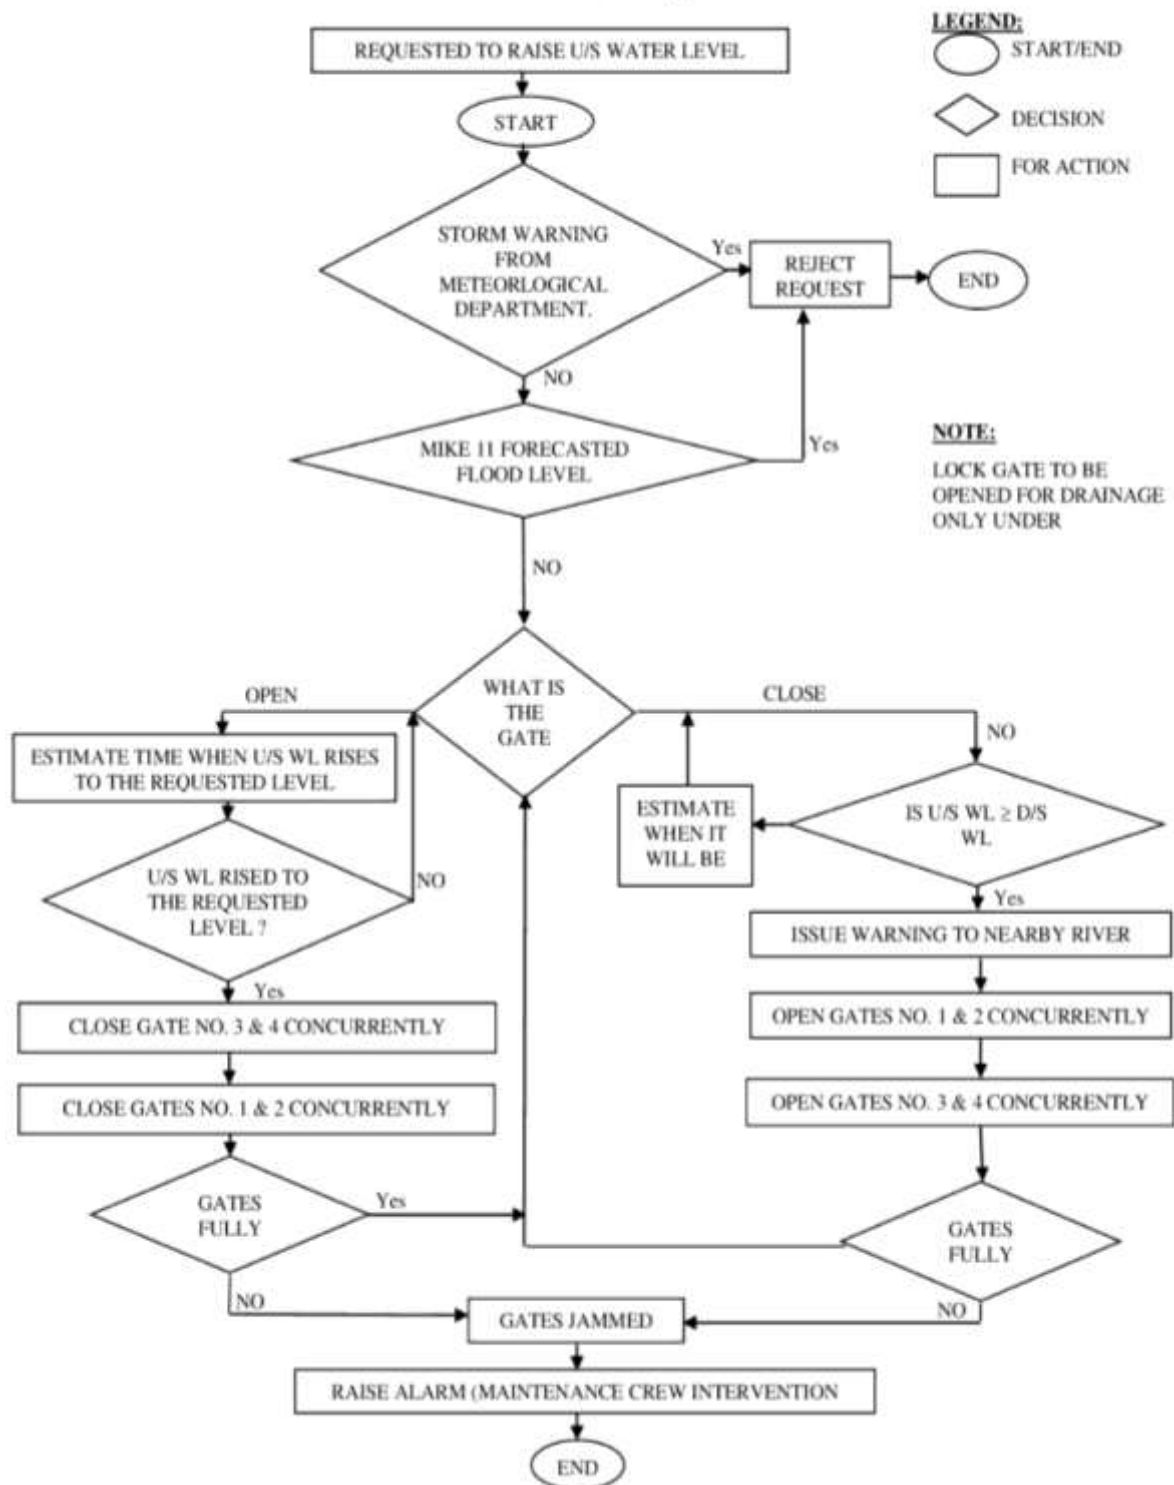 REQUESTED TO RAISE U/S WATER LEVEL
START
STORM WARNING
FROM
METEORLOGICAL
DEPARTMENT.
Yes
REJECT
REQUEST
END
NO
MIKE 11 FORECASTED
FLOOD LEVEL
Yes
NO
LEGEND:
START/END
DECISION
FOR ACTION
NOTE:
LOCK GATE TO BE
OPENED FOR DRAINAGE
ONLY UNDER
WHAT IS
THE
GATE
OPEN
CLOSE
ESTIMATE TIME WHEN U/S WL RISES
TO THE REQUESTED LEVEL
U/S WL RISED TO
THE REQUESTED
LEVEL ?
NO
Yes
CLOSE GATE NO. 3 & 4 CONCURRENTLY
CLOSE GATES NO. 1 & 2 CONCURRENTLY
GATES
FULLY
Yes
NO
NO
IS U/S WL ≥ D/S
WL
ESTIMATE
WHEN IT
WILL BE
Yes
ISSUE WARNING TO NEARBY RIVER
OPEN GATES NO. 1 & 2 CONCURRENTLY
OPEN GATES NO. 3 & 4 CONCURRENTLY
GATES
FULLY
NO
GATES JAMMED
RAISE ALARM (MAINTENANCE CREW INTERVENTION
END